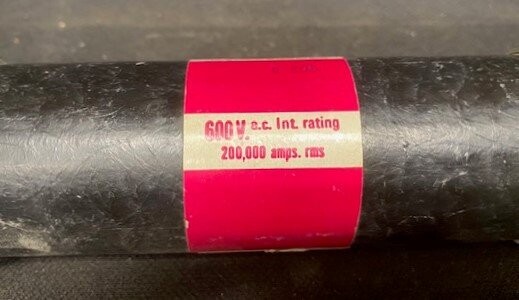 600 V. a.c. Int. rating
200,000 amps. rms